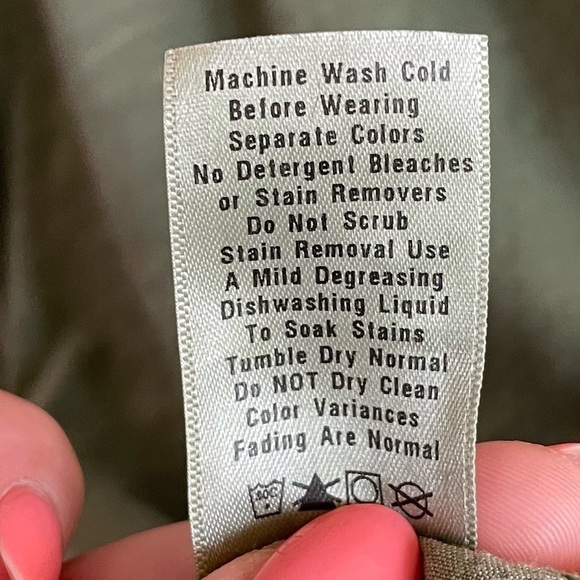 Machine Wash Cold
Before Wearing
Separate Colors
No Detergent Bleaches
or Stain Removers
Do Not Scrub
Stain Removal Use
A Mild Degreasing
Dishwashing Liquid
To Soak Stains
Tumble Dry Normal
Do NOT Dry Clean
Color Variances
Fading Are Normal
30C